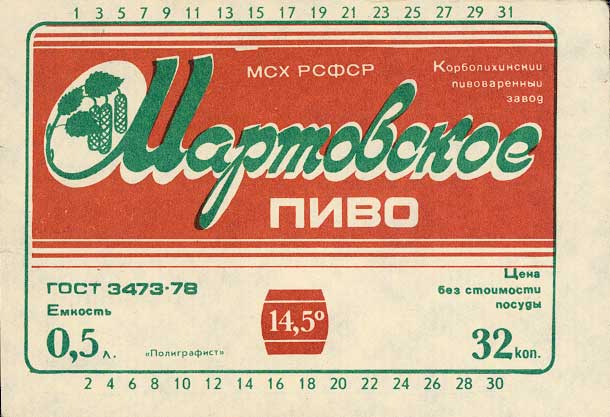 1 3 5 7 9 11 13 15 17 19 21 23 25 27 29 31
МСХ РСФСР
Корболихинский
пивоваренный
завод
Мартовское
ПИВО
ГОСТ 3473-78
Емкость
0,5 л.
«Полиграфист»
14,5°
Цена
без стоимости
посуды
32 коп.
2 4 6 8 10 12 14 16 18 20 22 24 26 28 30